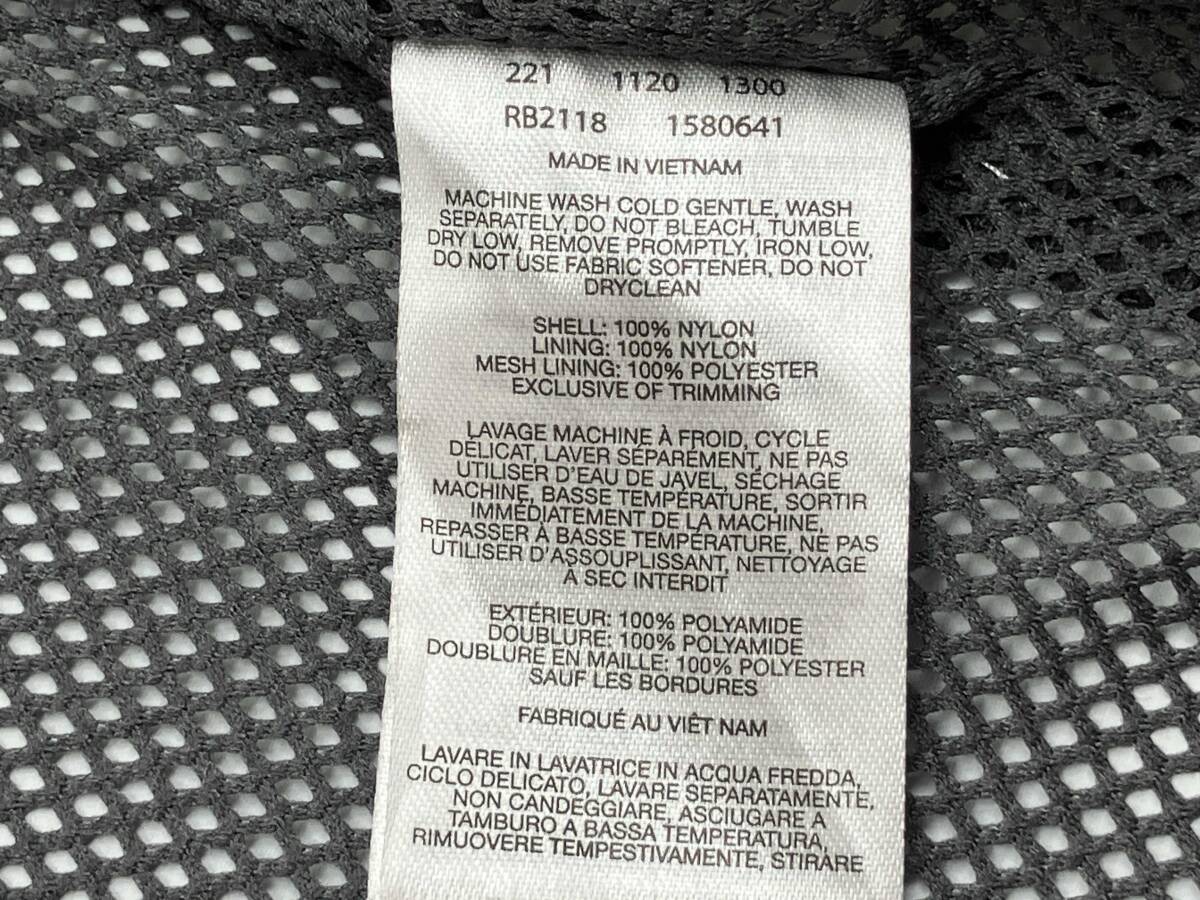 221 1120 1300
RB2118 1580641
MADE IN VIETNAM
MACHINE WASH COLD GENTLE, WASH
SEPARATELY, DO NOT BLEACH, TUMBLE
DRY LOW, REMOVE PROMPTLY, IRON LOW,
DO NOT USE FABRIC SOFTENER, DO NOT
DRYCLEAN
SHELL: 100% NYLON
LINING: 100% NYLON
MESH LINING: 100% POLYESTER
EXCLUSIVE OF TRIMMING
LAVAGE MACHINE À FROID, CYCLE
DÉLICAT, LAVER SÉPARÉMENT, NE PAS
UTILISER D'EAU DE JAVEL, SÉCHAGE
MACHINE, BASSE TEMPÉRATURE, SORTIR
IMMÉDIATEMENT DE LA MACHINE,
REPASSER À BASSE TEMPÉRATURE, NE PAS
UTILISER D'ASSOUPLISSANT, NETTOYAGE
À SEC INTERDIT
EXTÉRIEUR: 100% POLYAMIDE
DOUBLURE: 100% POLYAMIDE
DOUBLURE EN MAILLE: 100% POLYESTER
SAUF LES BORDURES
FABRIQUÉ AU VIÊT NAM
LAVARE IN LAVATRICE IN ACQUA FREDDA,
CICLO DELICATO, LAVARE SEPARATAMENTE,
NON CANDEGGIARE, ASCIUGARE A
TAMBURO A BASSA TEMPERATURA,
RIMUOVERE TEMPESTIVAMENTE, STIRARE